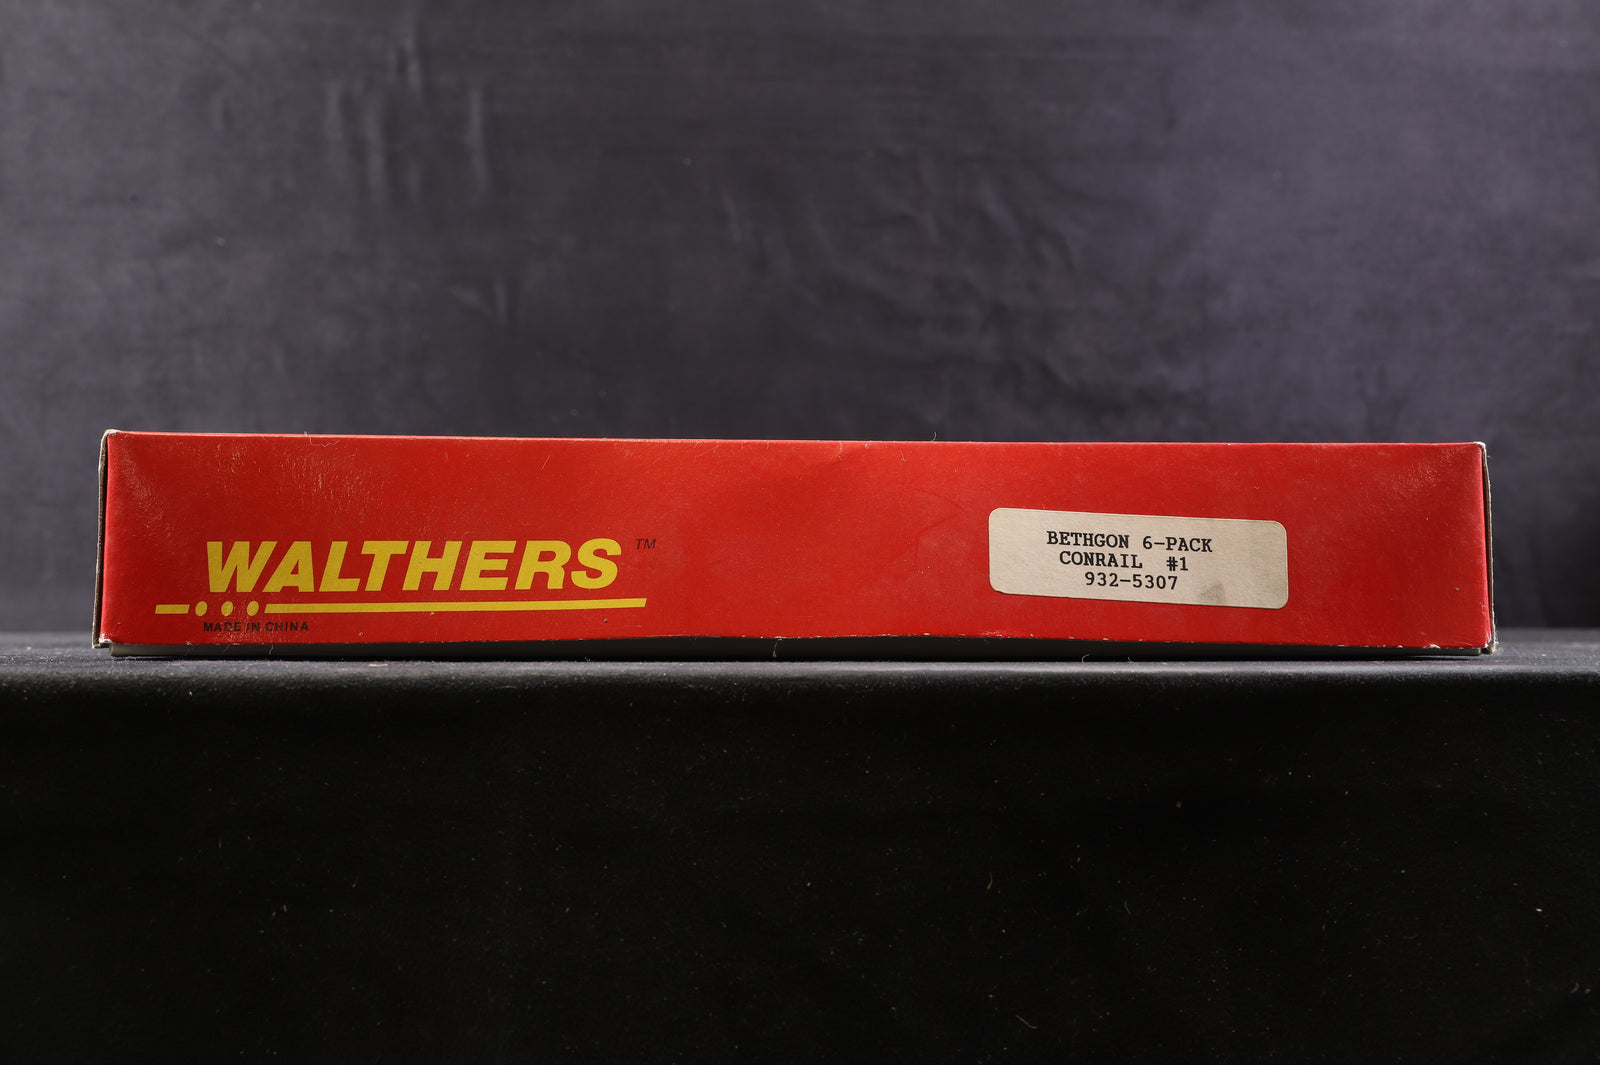 WALTHERS™
MADE IN CHINA
BETHGON 6-PACK
CONRAIL #1
932-5307